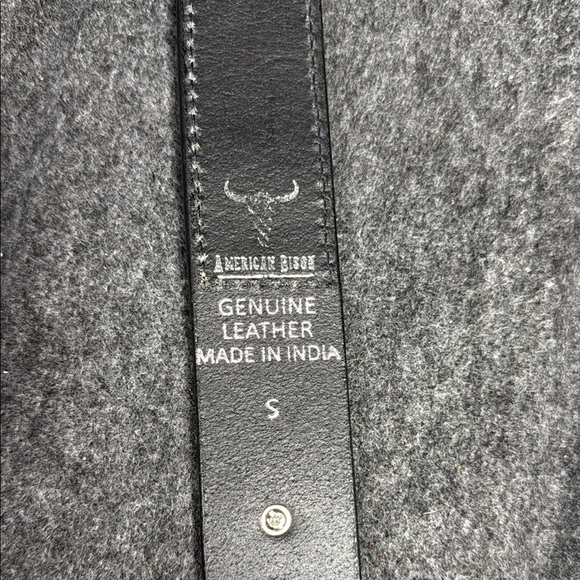 AMERICAN BISON
GENUINE
LEATHER
MADE IN INDIA
S